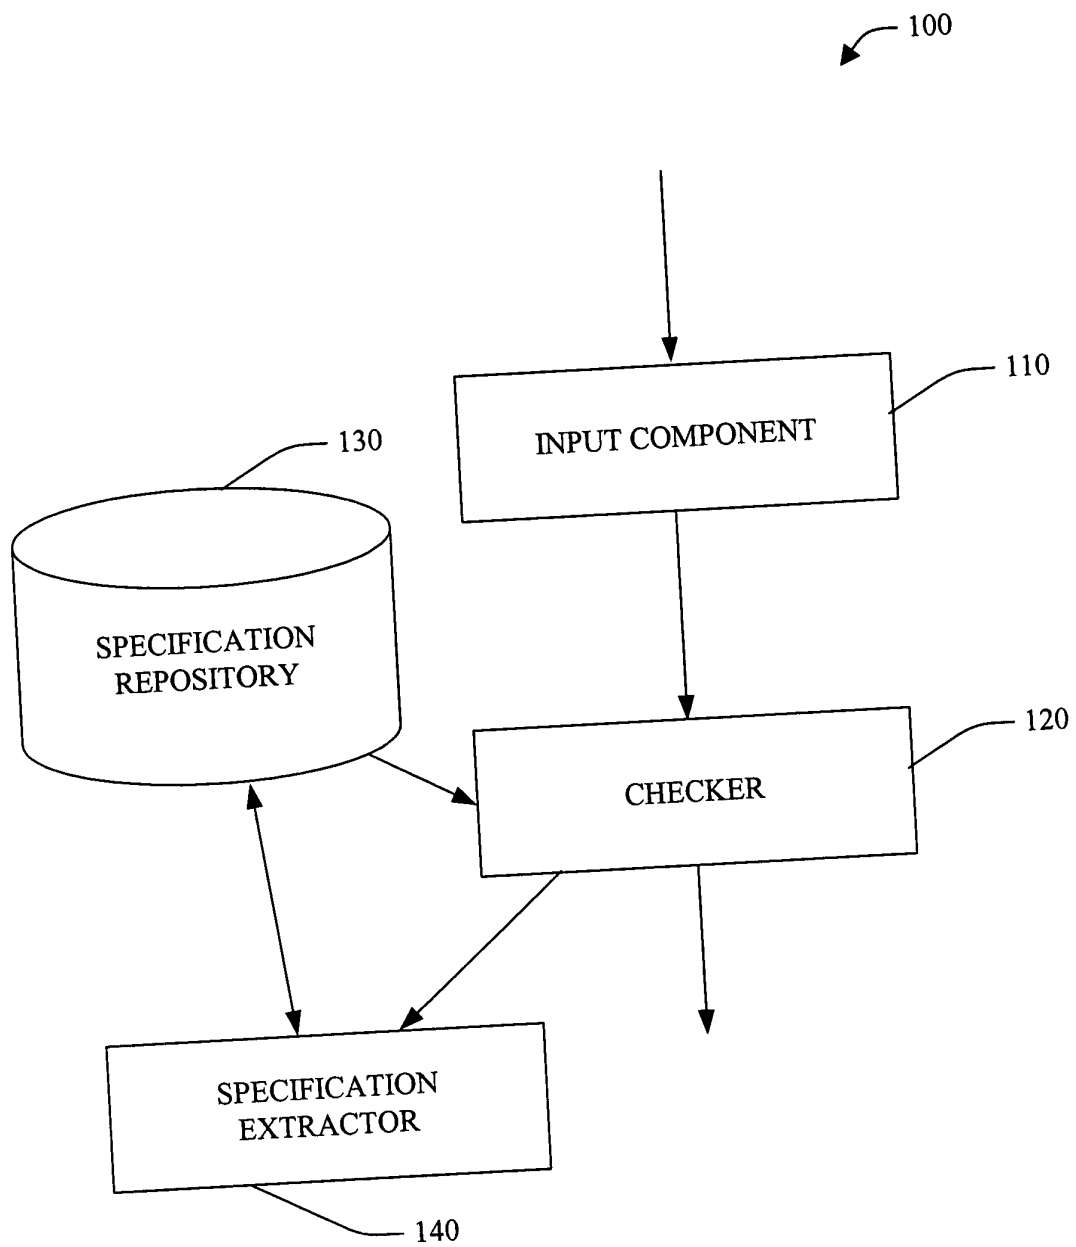 100
110
INPUT COMPONENT
130
SPECIFICATION
REPOSITORY
120
CHECKER
SPECIFICATION
EXTRACTOR
140